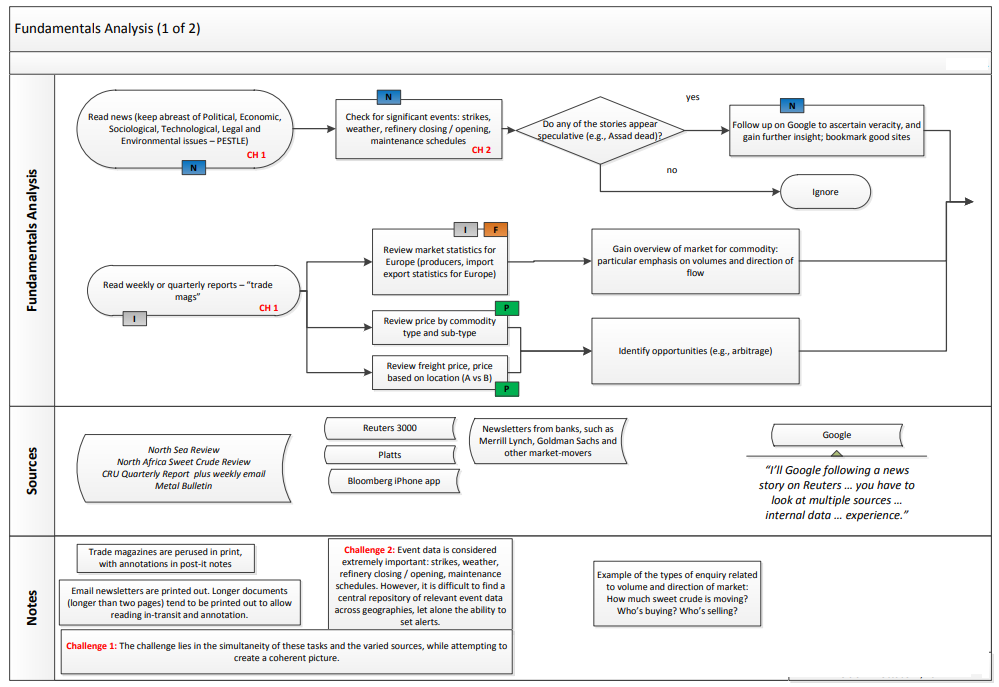 Fundamentals Analysis (1 of 2)
Fundamentals Analysis
N
Read news (keep abreast of Political, Economic,
Sociological, Technological, Legal and
Environmental issues – PESTLE)
CH 1
N
Check for significant events: strikes,
weather, refinery closing / opening,
maintenance schedules
CH 2
Do any of the stories appear
speculative (e.g., Assad dead)?
yes
no
N
Follow up on Google to ascertain veracity, and
gain further insight; bookmark good sites
Ignore
Read weekly or quarterly reports – “trade
mags”
CH 1
I
I
F
Review market statistics for
Europe (producers, import
export statistics for Europe)
Gain overview of market for commodity:
particular emphasis on volumes and direction of
flow
P
Review price by commodity
type and sub-type
Review freight price, price
based on location (A vs B)
P
Identify opportunities (e.g., arbitrage)
Sources
North Sea Review
North Africa Sweet Crude Review
CRU Quarterly Report plus weekly email
Metal Bulletin
Reuters 3000
Platts
Bloomberg iPhone app
Newsletters from banks, such as
Merrill Lynch, Goldman Sachs and
other market-movers
Google
“I’ll Google following a news
story on Reuters … you have to
look at multiple sources …
internal data … experience.”
Notes
Trade magazines are perused in print,
with annotations in post-it notes
Email newsletters are printed out. Longer documents
(longer than two pages) tend to be printed out to allow
reading in-transit and annotation.
Challenge 2: Event data is considered
extremely important: strikes, weather,
refinery closing / opening, maintenance
schedules. However, it is difficult to find a
central repository of relevant event data
across geographies, let alone the ability to
set alerts.
Challenge 1: The challenge lies in the simultaneity of these tasks and the varied sources, while attempting to
create a coherent picture.
Example of the types of enquiry related
to volume and direction of market:
How much sweet crude is moving?
Who’s buying? Who’s selling?